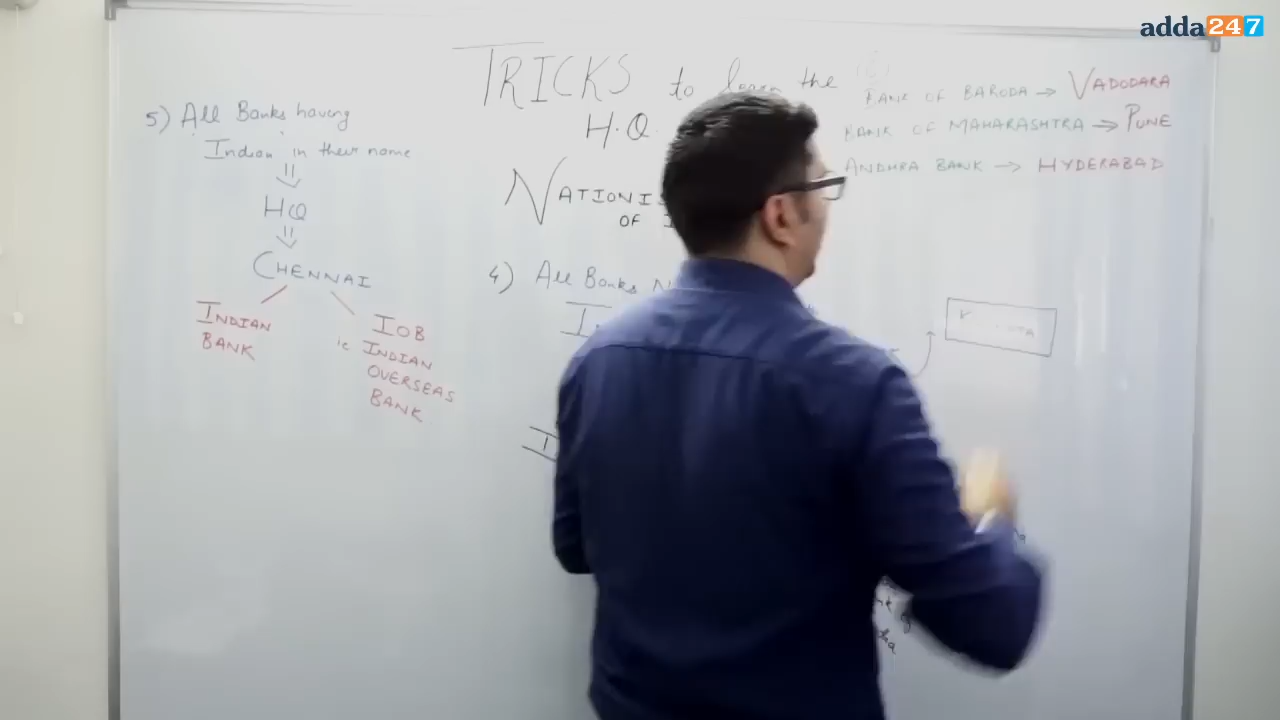 adda247
TRICKS to learn the
H.Q.
OF
BANK OF BARODA → VADODARA
BANK OF MAHARASHTRA → PUNE
ANDHRA BANK → HYDERABAD
5) All Banks having
"Indian" in their name
HQ
CHENNAI
INDIAN
BANK
IOB
ie INDIAN
OVERSEAS
BANK
4) All Banks